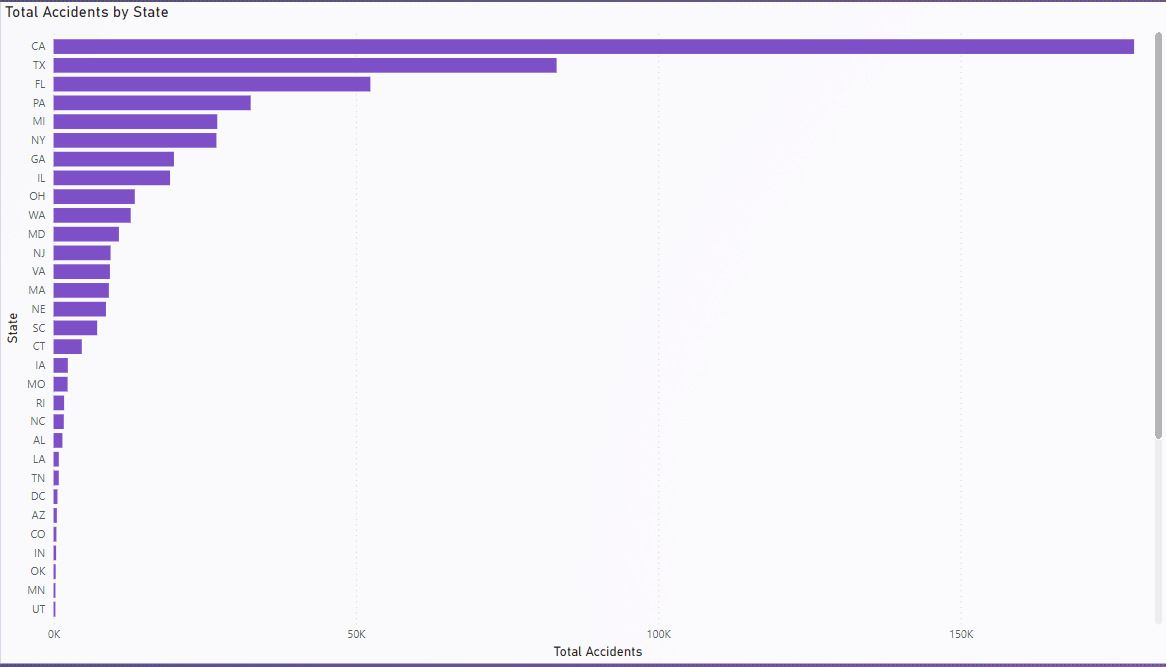 Total Accidents by State
State
CA
TX
FL
PA
MI
NY
GA
IL
OH
WA
MD
NJ
VA
MA
NE
SC
CT
IA
MO
RI
NC
AL
LA
TN
DC
AZ
CO
IN
OK
MN
UT
0K 50K 100K 150K
Total Accidents